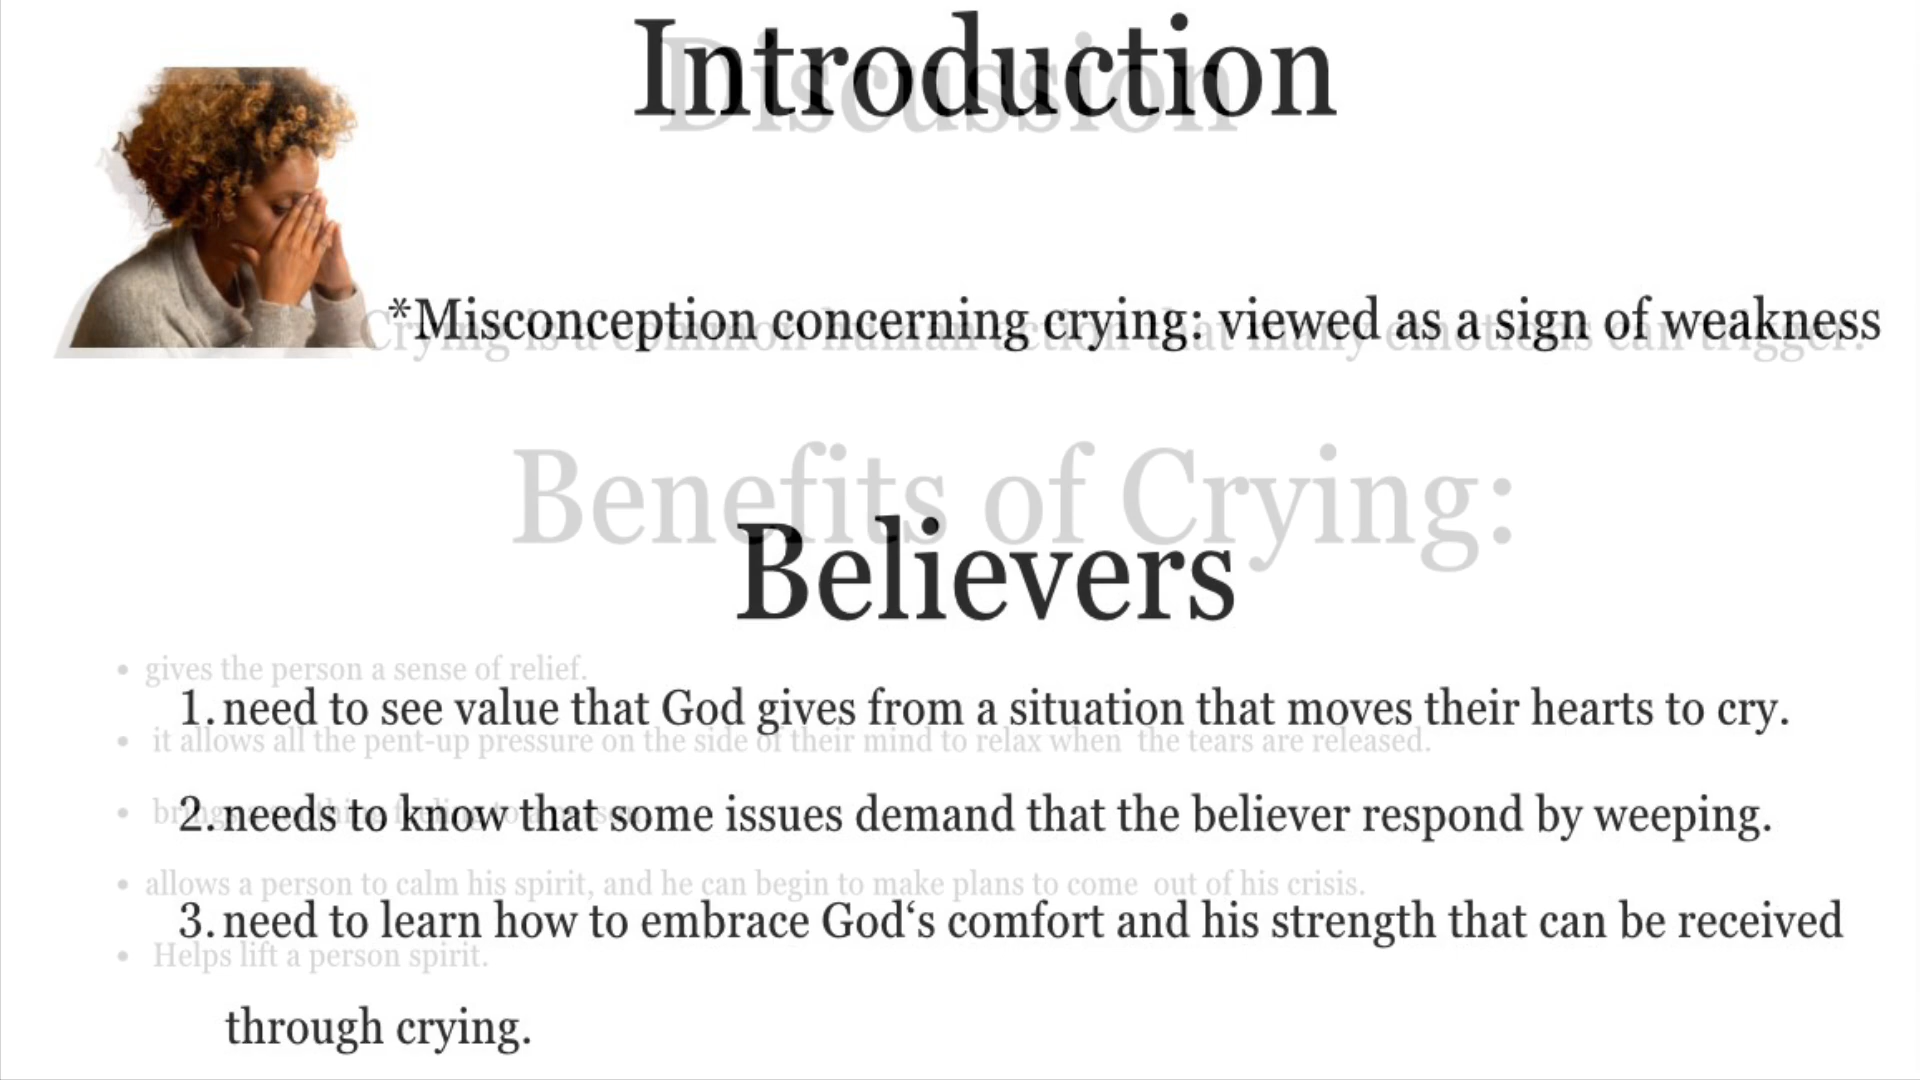 Introduction
Discussion
*Misconception concerning crying: viewed as a sign of weakness
Crying is a common human action that many emotions can trigger.
Benefits of Crying:
Believers
• gives the person a sense of relief.
1. need to see value that God gives from a situation that moves their hearts to cry.
• it allows all the pent-up pressure on the side of their mind to relax when the tears are released.
2. needs to know that some issues demand that the believer respond by weeping.
• brings a soothing feeling to a person.
• allows a person to calm his spirit, and he can begin to make plans to come out of his crisis.
3. need to learn how to embrace God‘s comfort and his strength that can be received
• Helps lift a person spirit.
through crying.